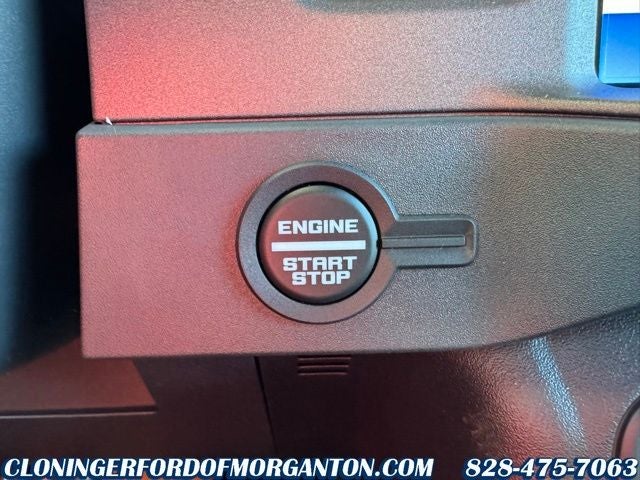 ENGINE
START
STOP
CLONINGERFORDOFMORGANTON.COM 828-475-7063